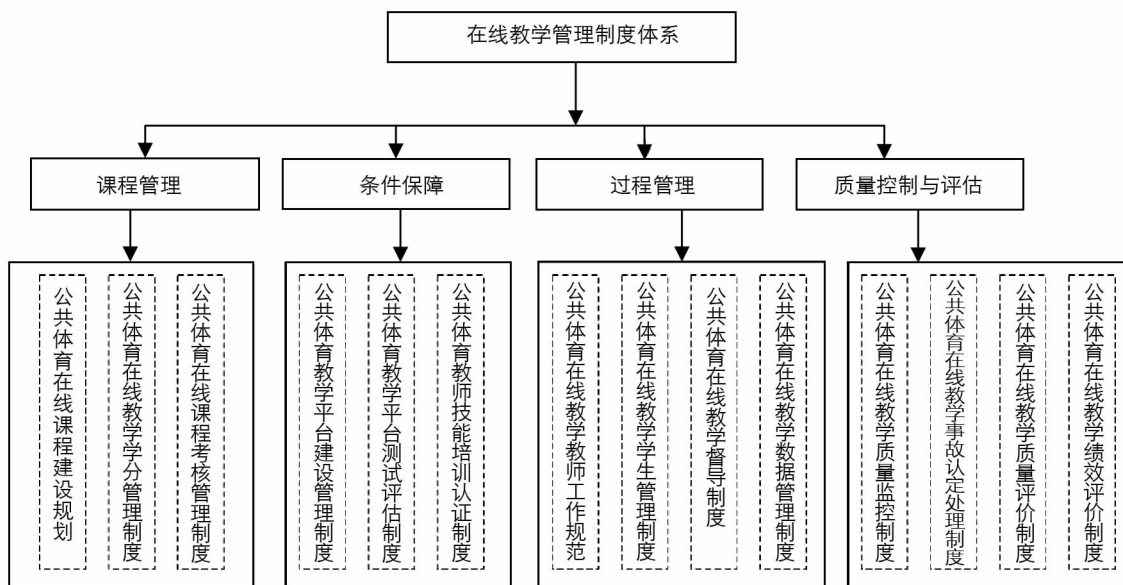 在线教学管理制度体系
课程管理
条件保障
过程管理
质量控制与评估
公共体育在线课程建设规划
公共体育在线教学学分管理制度
公共体育在线课程考核管理制度
公共体育教学平台建设管理制度
公共体育教学平台测试评估制度
公共体育教师技能培训认证制度
公共体育在线教学教师工作规范
公共体育在线教学学生管理制度
公共体育在线教学督导制度
公共体育在线教学数据管理制度
公共体育在线教学质量监控制度
公共体育在线教学事故认定处理制度
公共体育在线教学质量评价制度
公共体育在线教学绩效评价制度